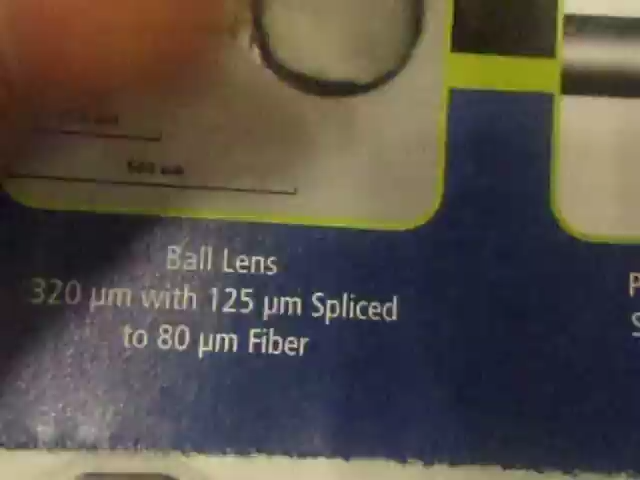 Ball Lens
320 µm with 125 µm Spliced
to 80 µm Fiber
P
S